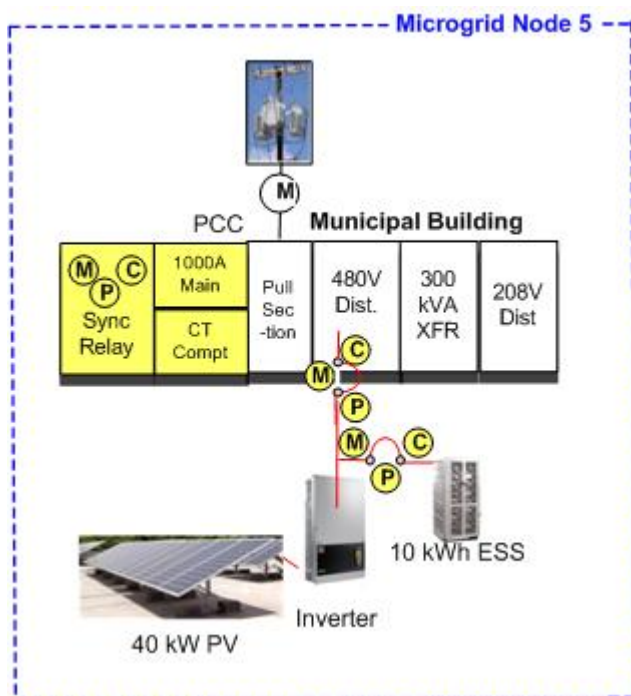 Microgrid Node 5
M
PCC
Municipal Building
M
C
P
Sync
Relay
1000A
Main
CT
Compt
Pull
Sec
-tion
480V
Dist.
300
kVA
XFR
208V
Dist
C
M
P
M
C
P
10 kWh ESS
Inverter
40 kW PV